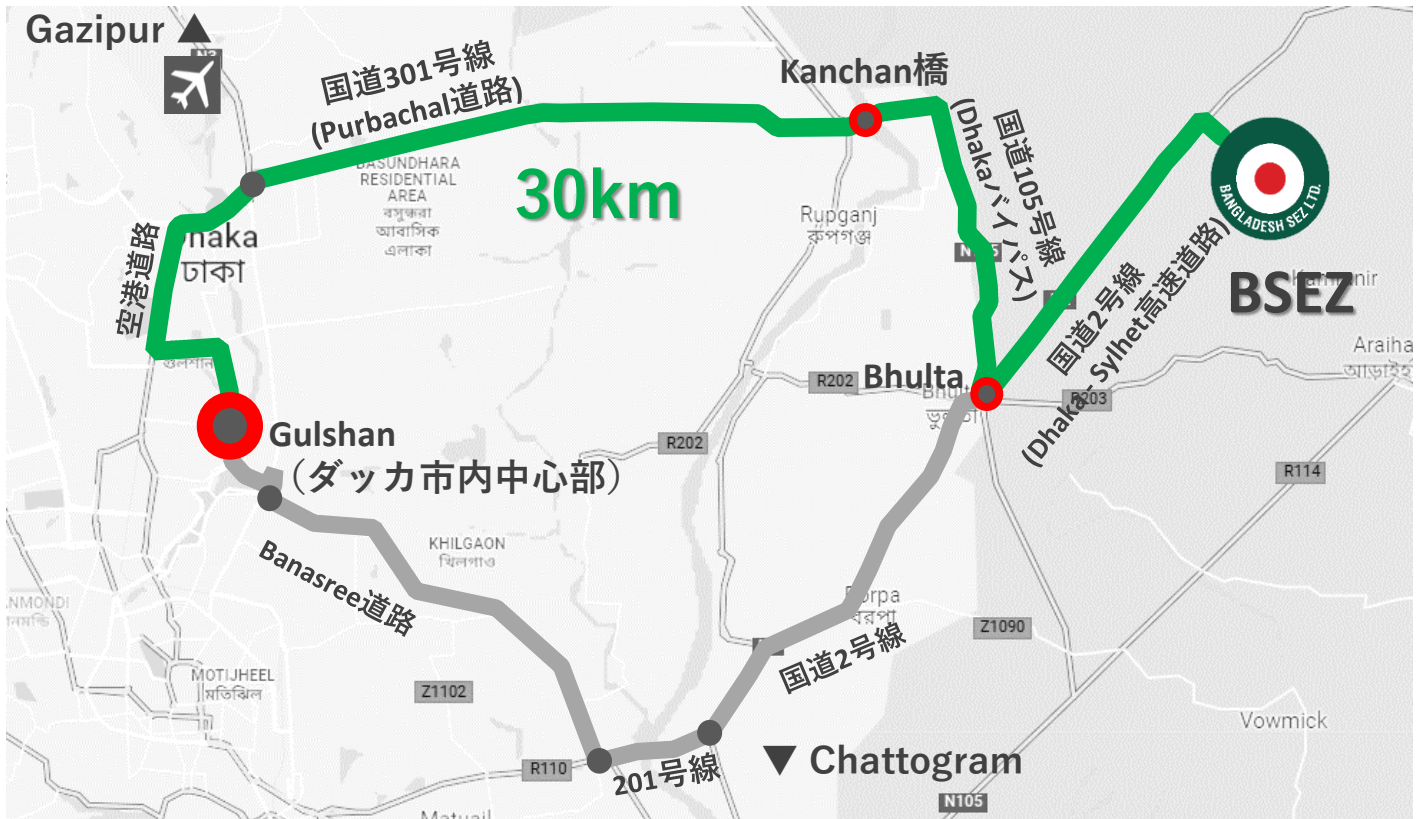 Gazipur ▲
国道301号線
(Purbachal道路)
Kanchan橋
国道105号線
(Dhakaバイパス)
BASUNDHARA
RESIDENTIAL
AREA
বসুন্ধরা
আবাসিক
এলাকা
30km
Rupganj
রূপগঞ্জ
BANGLADESH SEZ LTD.
BSEZ
空港道路
ঢাকা
国道2号線
(Dhaka - Sylhet高速道路)
গুলশান
R202
Bhulta
R203
R202
R114
Gulshan
（ダッカ市内中心部）
KHILGAON
খিলগাও
Banasree道路
国道2号線
Z1090
MOTIJHEEL
মতিঝিল
Z1102
Vowmick
R110
201号線
▼ Chattogram
N105